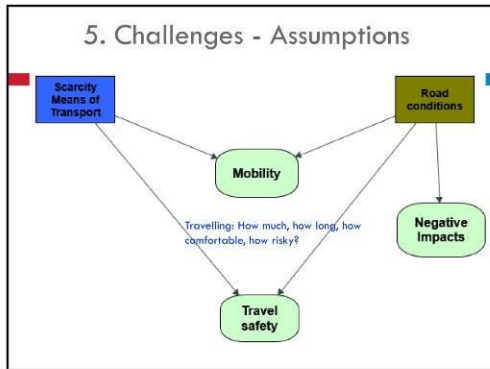 5. Challenges - Assumptions
Scarcity
Means of
Transport
Road
conditions
Mobility
Travelling: How much, how long, how
comfortable, how risky?
Negative
Impacts
Travel
safety